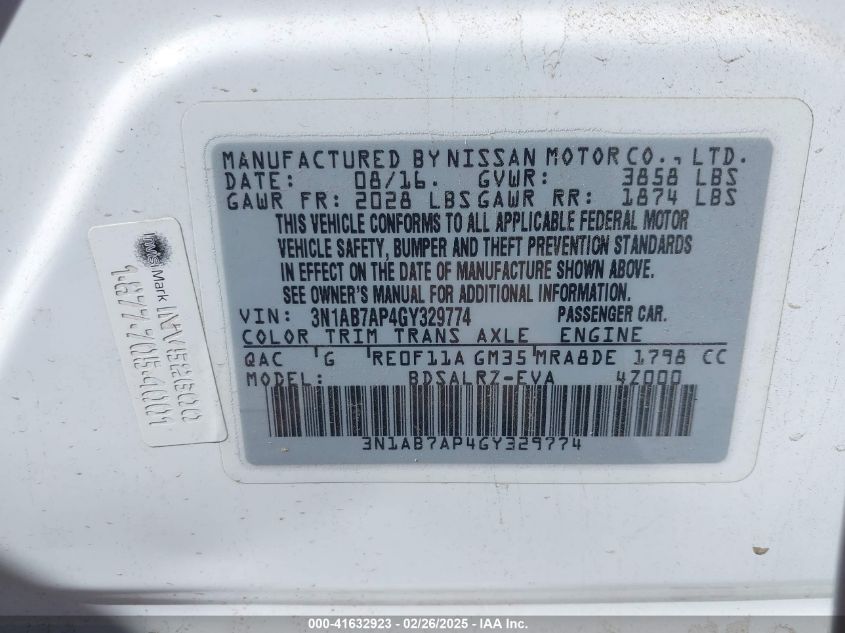 MANUFACTURED BY NISSAN MOTOR CO., LTD.
DATE: 08/16. GVWR: 3858 LBS
GAWR FR: 2028 LBS GAWR RR: 1874 LBS
THIS VEHICLE CONFORMS TO ALL APPLICABLE FEDERAL MOTOR
VEHICLE SAFETY, BUMPER AND THEFT PREVENTION STANDARDS
IN EFFECT ON THE DATE OF MANUFACTURE SHOWN ABOVE.
SEE OWNER'S MANUAL FOR ADDITIONAL INFORMATION.
VIN: 3N1AB7AP4GY329774 PASSENGER CAR.
COLOR TRIM TRANS AXLE ENGINE
QAC G RE0F11A GM35 MRA8DE 1798 CC
MODEL: BDSALRZ-EVA 4Z000
3N1AB7AP4GY329774
Mark
000-41632923 - 02/26/2025 - IAA Inc.